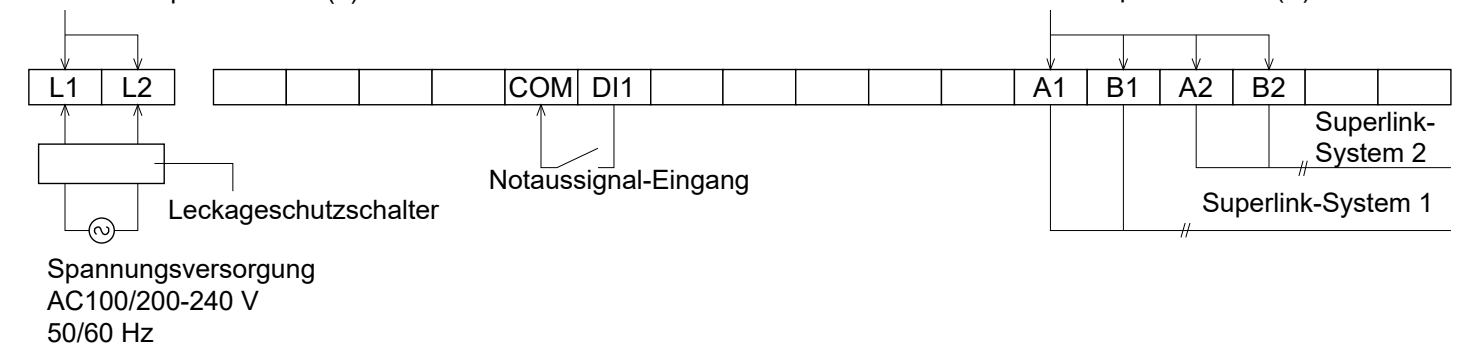 L1 L2 COM DI1 A1 B1 A2 B2
Superlink-
System 2
Notaussignal-Eingang
Leckageschutzschalter
Superlink-System 1
Spannungsversorgung
AC100/200-240 V
50/60 Hz